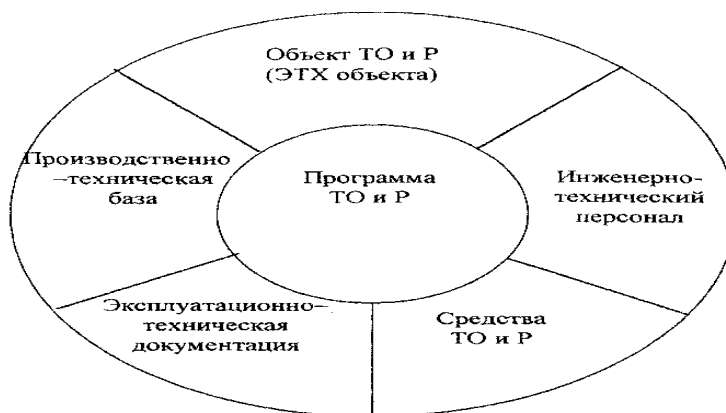 Объект ТО и Р
(ЭТХ объекта)
Производственно
–техническая
база
Программа
ТО и Р
Инженерно-
технический
персонал
Эксплуатационно–
техническая
документация
Средства
ТО и Р